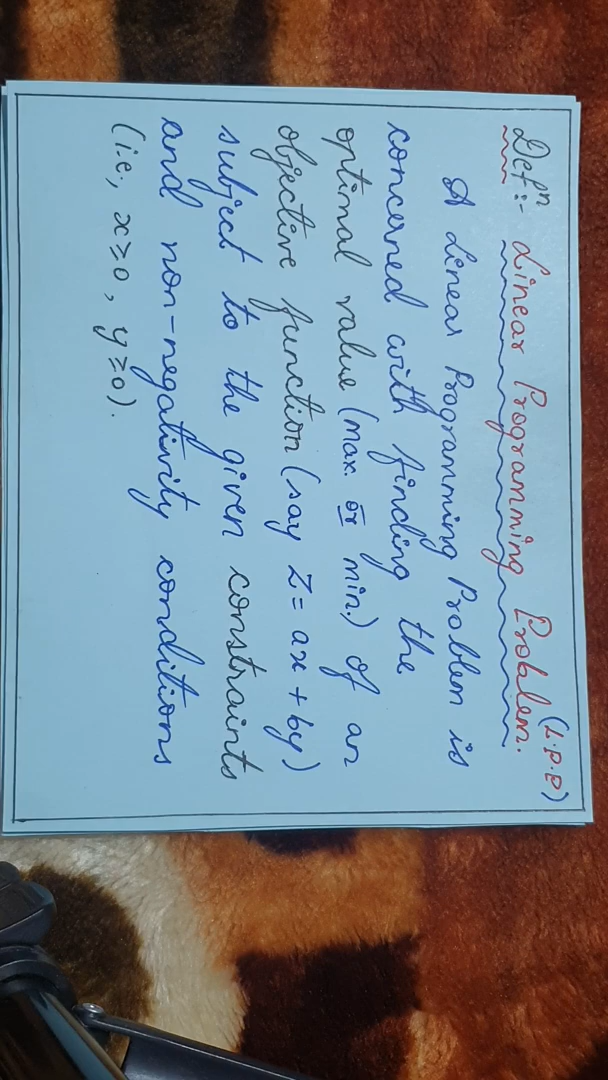 Defⁿ :- Linear Programming Problem. (L.P.P)
A Linear Programming Problem is
concerned with finding the
optimal value (max. or min.) of an
objective function (say Z = ax + by)
subject to the given constraints
and non-negativity conditions
(i.e., x ≥ 0, y ≥ 0).